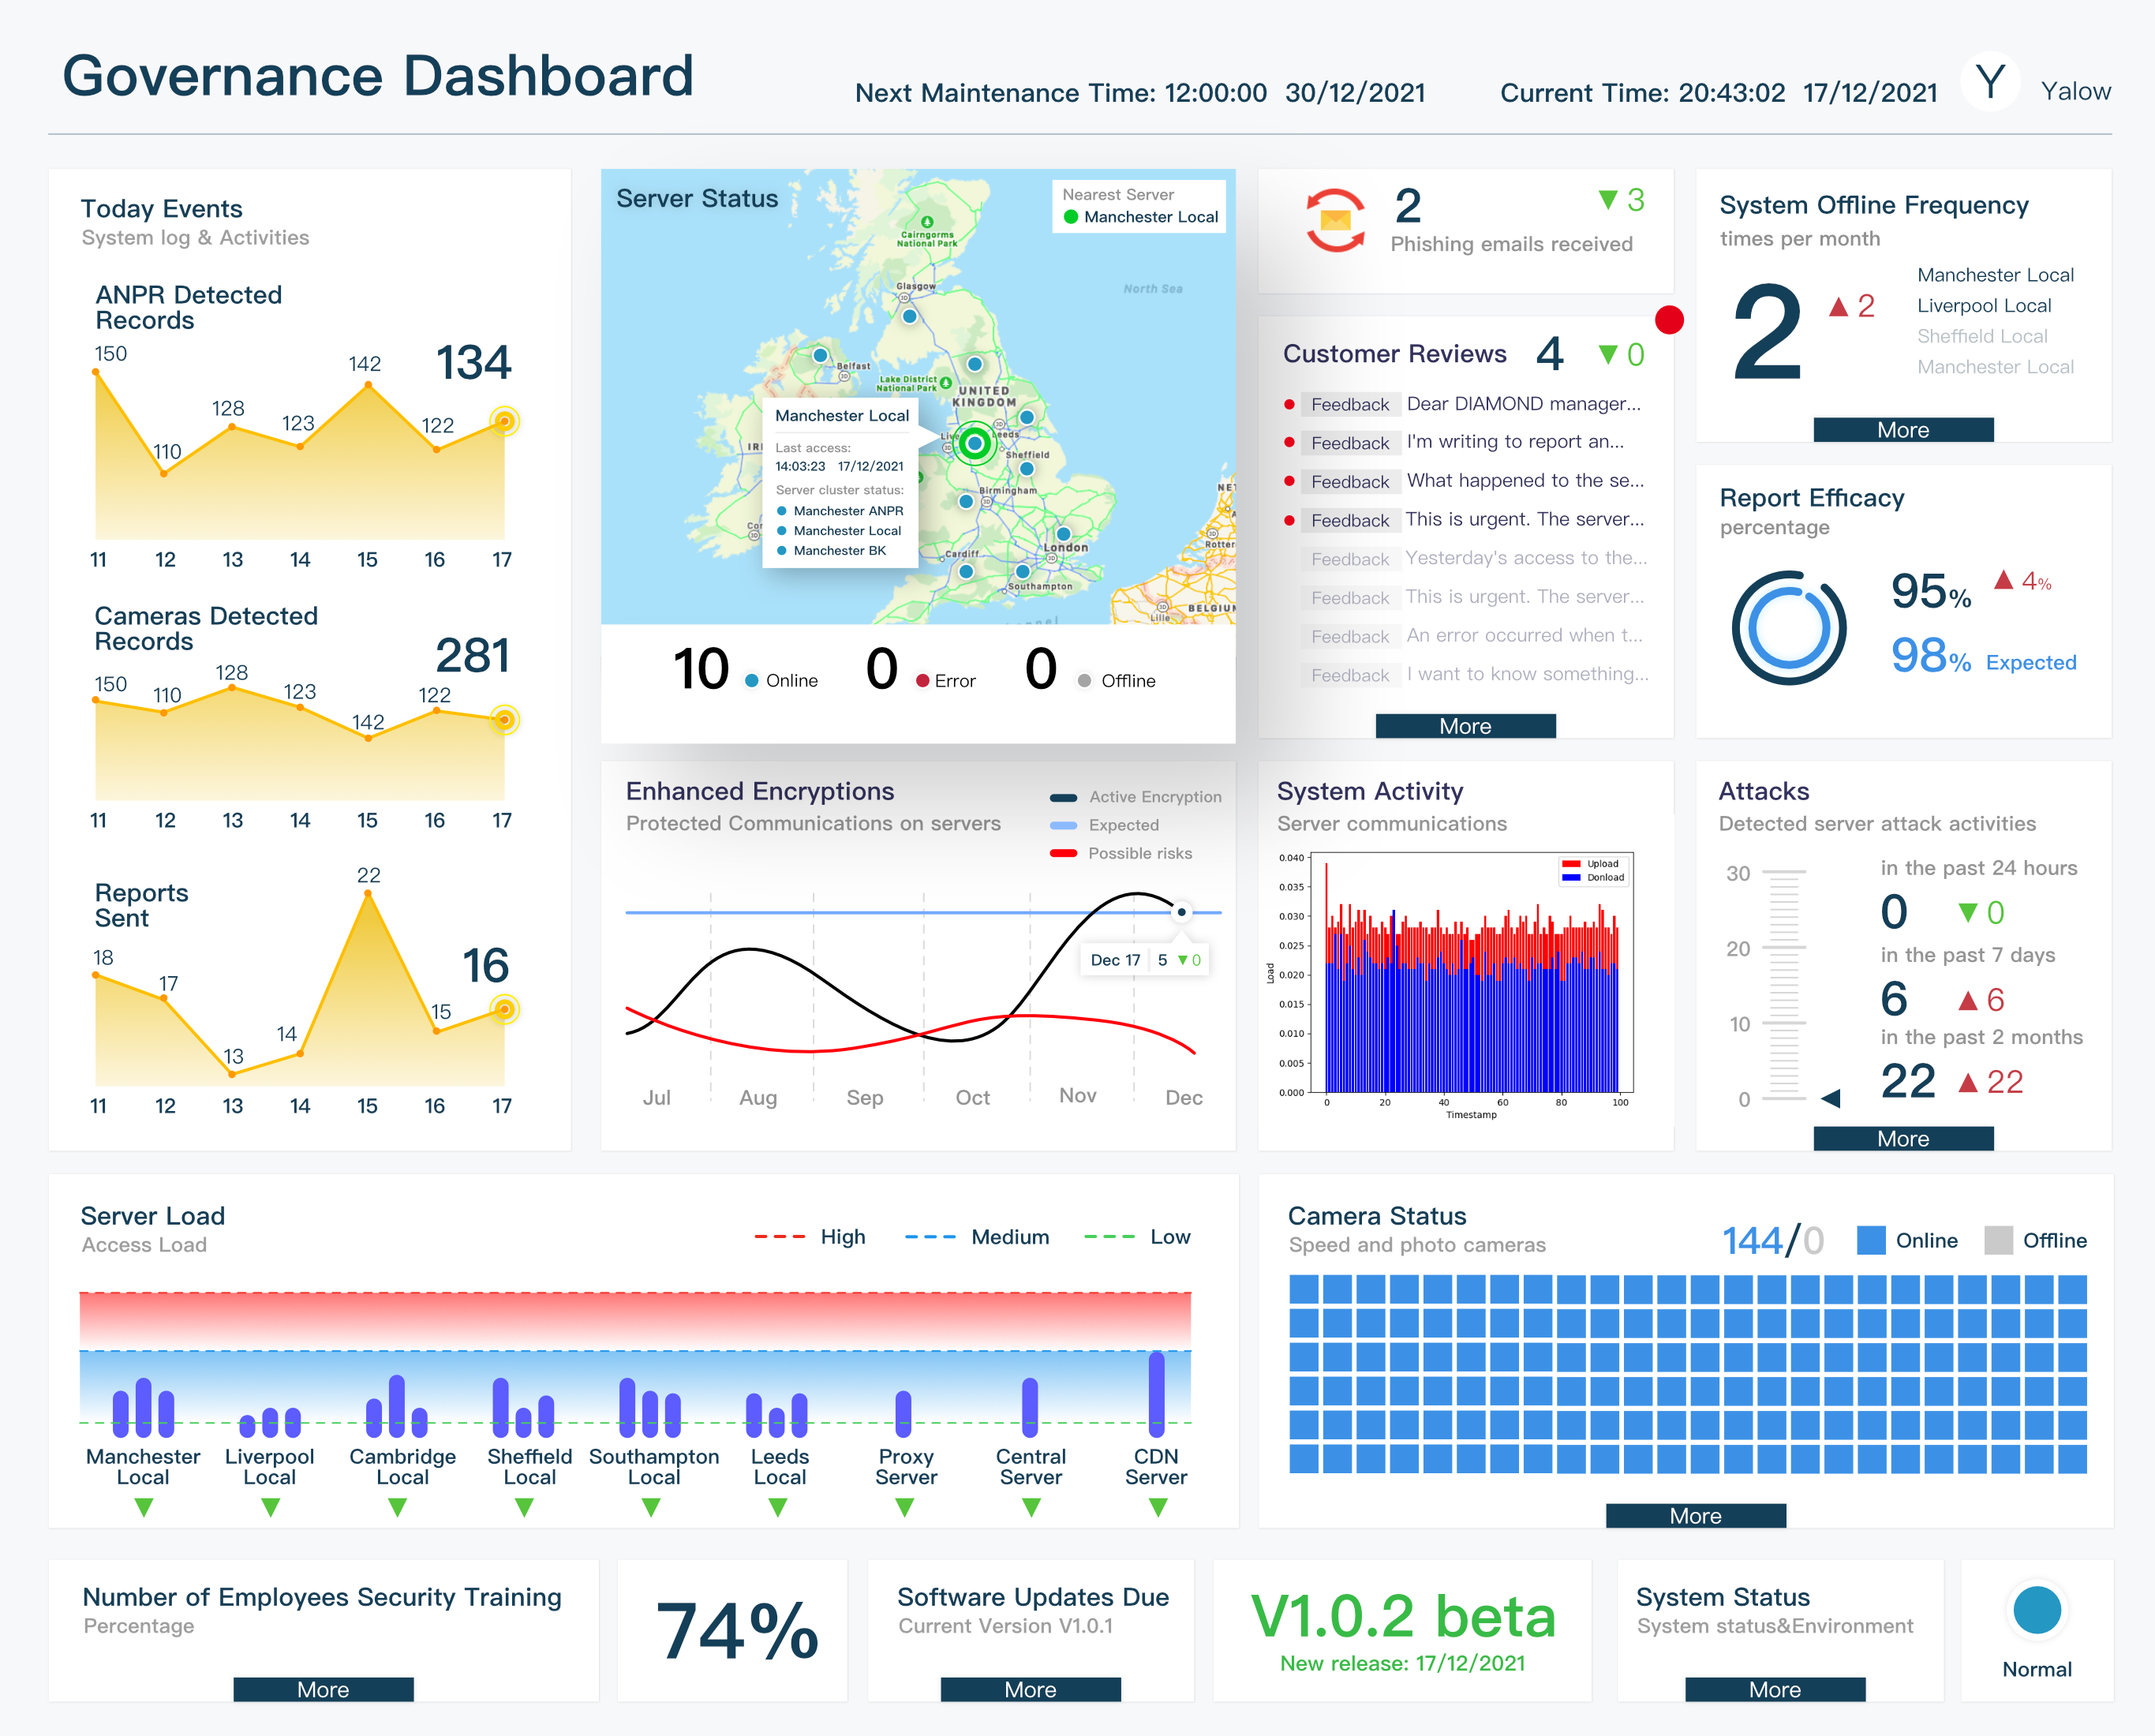 Governance Dashboard
Next Maintenance Time: 12:00:00 30/12/2021
Current Time: 20:43:02 17/12/2021
Y
Yalow
Today Events
System log & Activities
ANPR Detected
Records
134
150
110
128
123
142
122
11 12 13 14 15 16 17
Cameras Detected
Records
281
150
110
128
123
142
122
11 12 13 14 15 16 17
Reports
Sent
16
18
17
13
14
22
15
11 12 13 14 15 16 17
Server Status
Nearest Server
Manchester Local
Cairngorms
National Park
North Sea
Glasgow
Belfast
Lake District
National Park
UNITED
KINGDOM
Leeds
Sheffield
Birmingham
Cardiff
London
Southampton
Lille
BELGIUM
Manchester Local
Last access:
14:03:23 17/12/2021
Server cluster status:
Manchester ANPR
Manchester Local
Manchester BK
10 Online
0 Error
0 Offline
2
▼3
Phishing emails received
Customer Reviews 4 ▼0
Feedback Dear DIAMOND manager...
Feedback I'm writing to report an...
Feedback What happened to the se...
Feedback This is urgent. The server...
Feedback Yesterday's access to the...
Feedback This is urgent. The server...
Feedback An error occurred when t...
Feedback I want to know something...
More
System Offline Frequency
times per month
2 ▲2
Manchester Local
Liverpool Local
Sheffield Local
Manchester Local
More
Report Efficacy
percentage
95% ▲4%
98% Expected
Enhanced Encryptions
Protected Communications on servers
Active Encryption
Expected
Possible risks
Dec 17 5 ▼0
Jul Aug Sep Oct Nov Dec
System Activity
Server communications
Upload
Donload
0.040
0.035
0.030
0.025
0.020
0.015
0.010
0.005
0.000
Load
0 20 40 60 80 100
Timestamp
Attacks
Detected server attack activities
30
20
10
0
in the past 24 hours
0 ▼0
in the past 7 days
6 ▲6
in the past 2 months
22 ▲22
More
Server Load
Access Load
High Medium Low
Manchester
Local
Liverpool
Local
Cambridge
Local
Sheffield
Local
Southampton
Local
Leeds
Local
Proxy
Server
Central
Server
CDN
Server
Camera Status
Speed and photo cameras
144/0 Online Offline
More
Number of Employees Security Training
Percentage
More
74%
Software Updates Due
Current Version V1.0.1
More
V1.0.2 beta
New release: 17/12/2021
System Status
System status&Environment
More
Normal